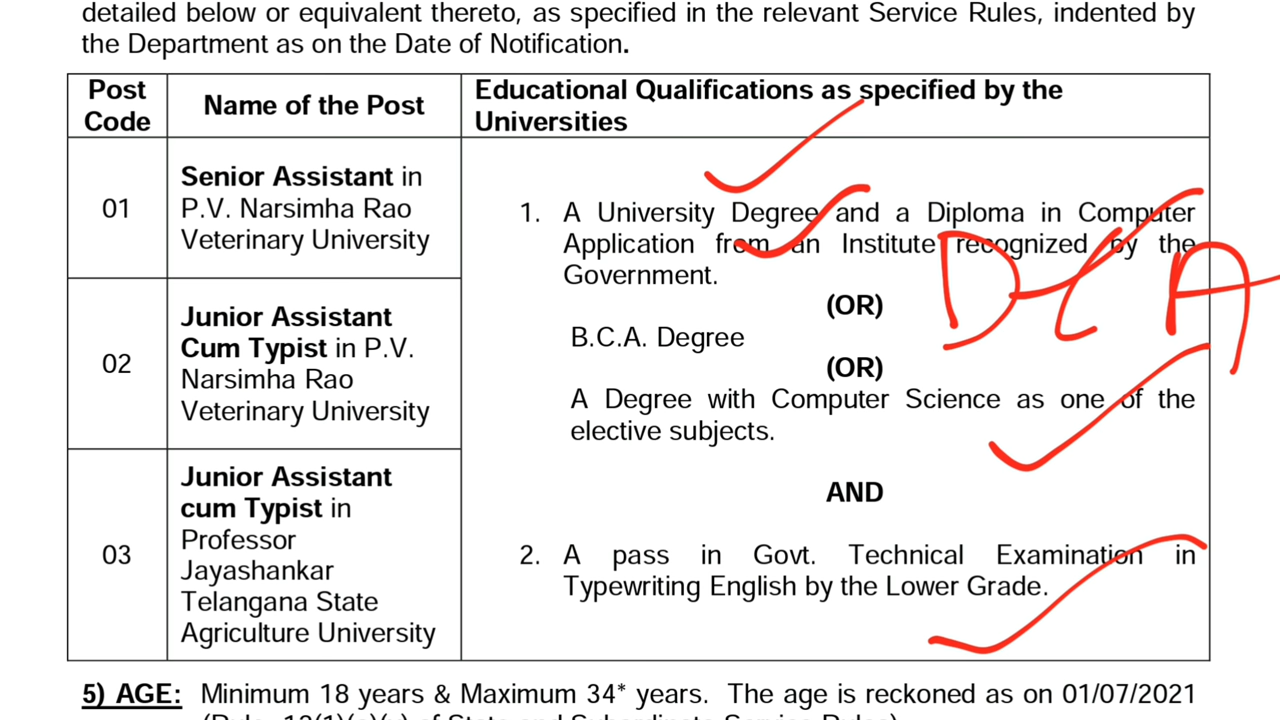 detailed below or equivalent thereto, as specified in the relevant Service Rules, indented by
the Department as on the Date of Notification.
Post
Code
Name of the Post
Educational Qualifications as specified by the
Universities
01
Senior Assistant in
P.V. Narsimha Rao
Veterinary University
02
Junior Assistant
Cum Typist in P.V.
Narsimha Rao
Veterinary University
03
Junior Assistant
cum Typist in
Professor
Jayashankar
Telangana State
Agriculture University
1. A University Degree and a Diploma in Computer
Application from an Institute recognized by the
Government.
(OR)
B.C.A. Degree
(OR)
A Degree with Computer Science as one of the
elective subjects.
AND
2. A pass in Govt. Technical Examination in
Typewriting English by the Lower Grade.
DCA
5) AGE: Minimum 18 years & Maximum 34* years. The age is reckoned as on 01/07/2021